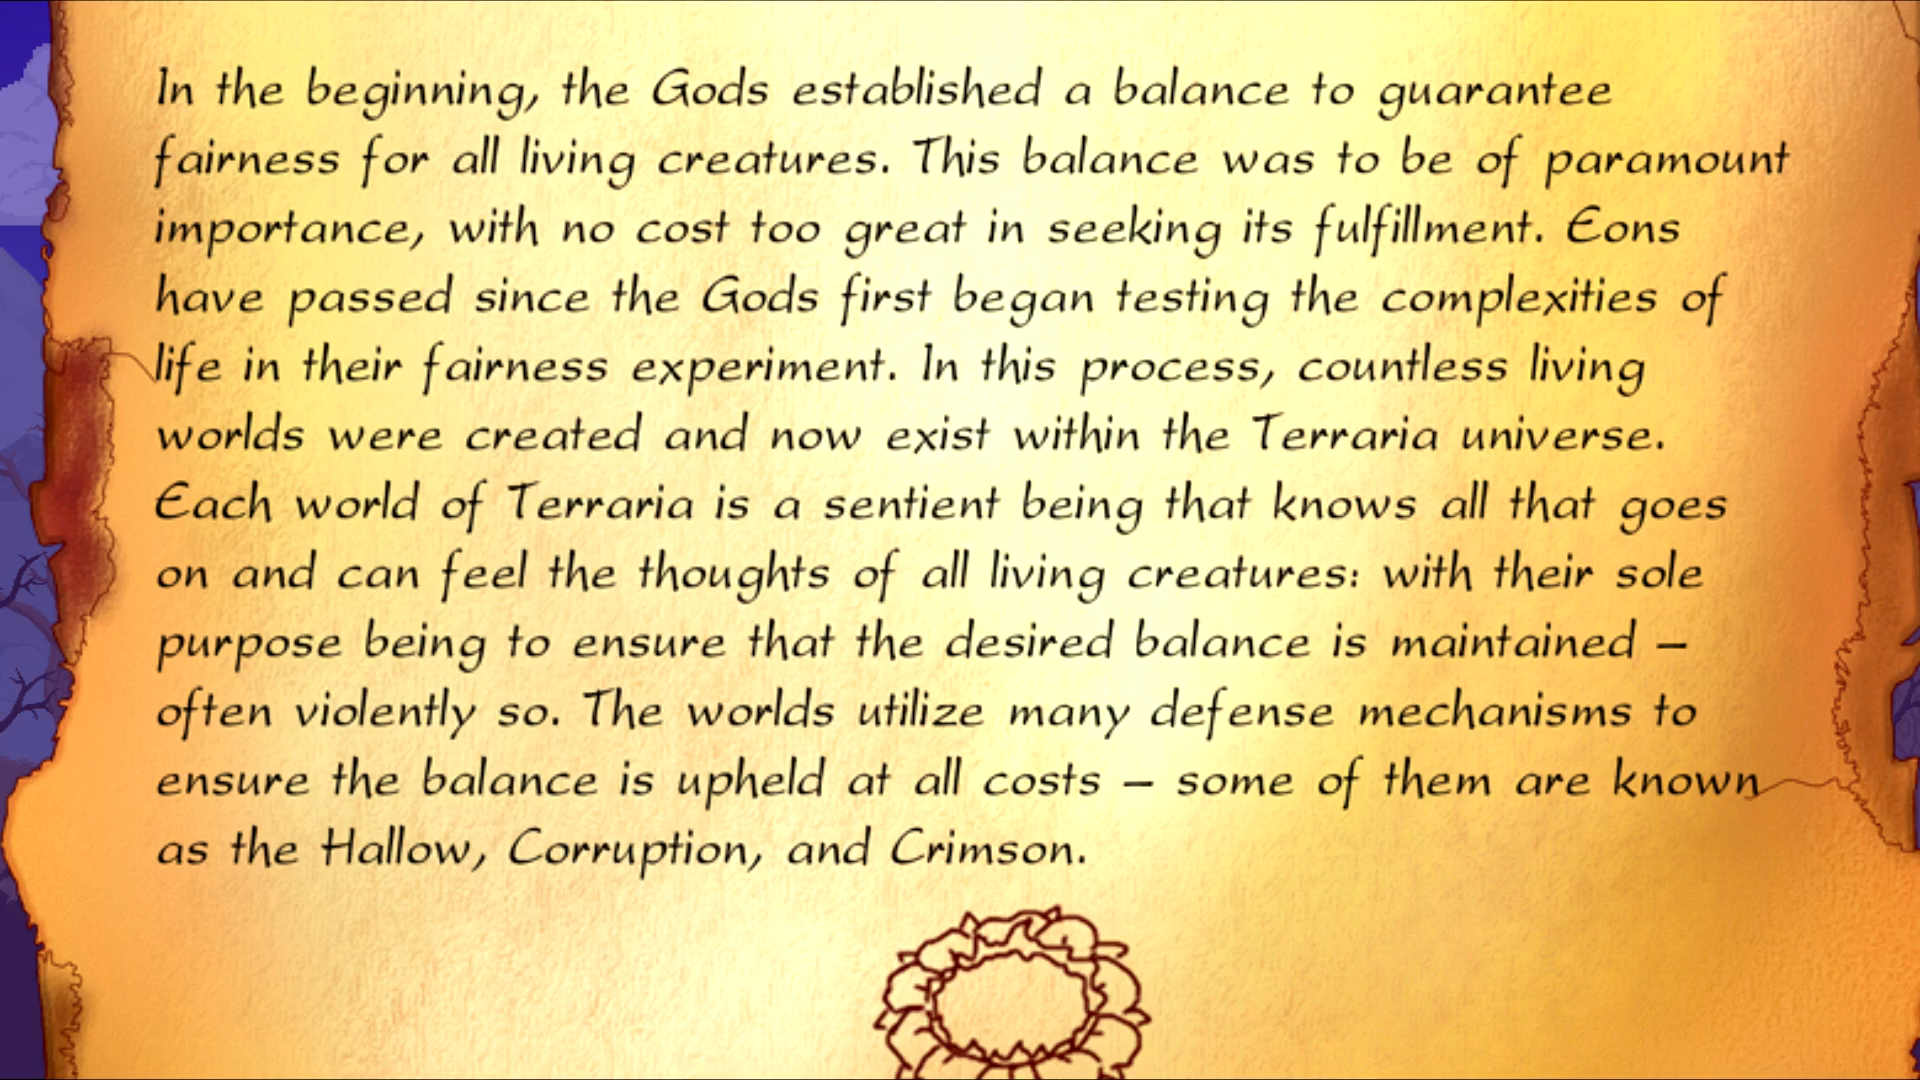 In the beginning, the Gods established a balance to guarantee
fairness for all living creatures. This balance was to be of paramount
importance, with no cost too great in seeking its fulfillment. Eons
have passed since the Gods first began testing the complexities of
life in their fairness experiment. In this process, countless living
worlds were created and now exist within the Terraria universe.
Each world of Terraria is a sentient being that knows all that goes
on and can feel the thoughts of all living creatures: with their sole
purpose being to ensure that the desired balance is maintained –
often violently so. The worlds utilize many defense mechanisms to
ensure the balance is upheld at all costs – some of them are known
as the Hallow, Corruption, and Crimson.